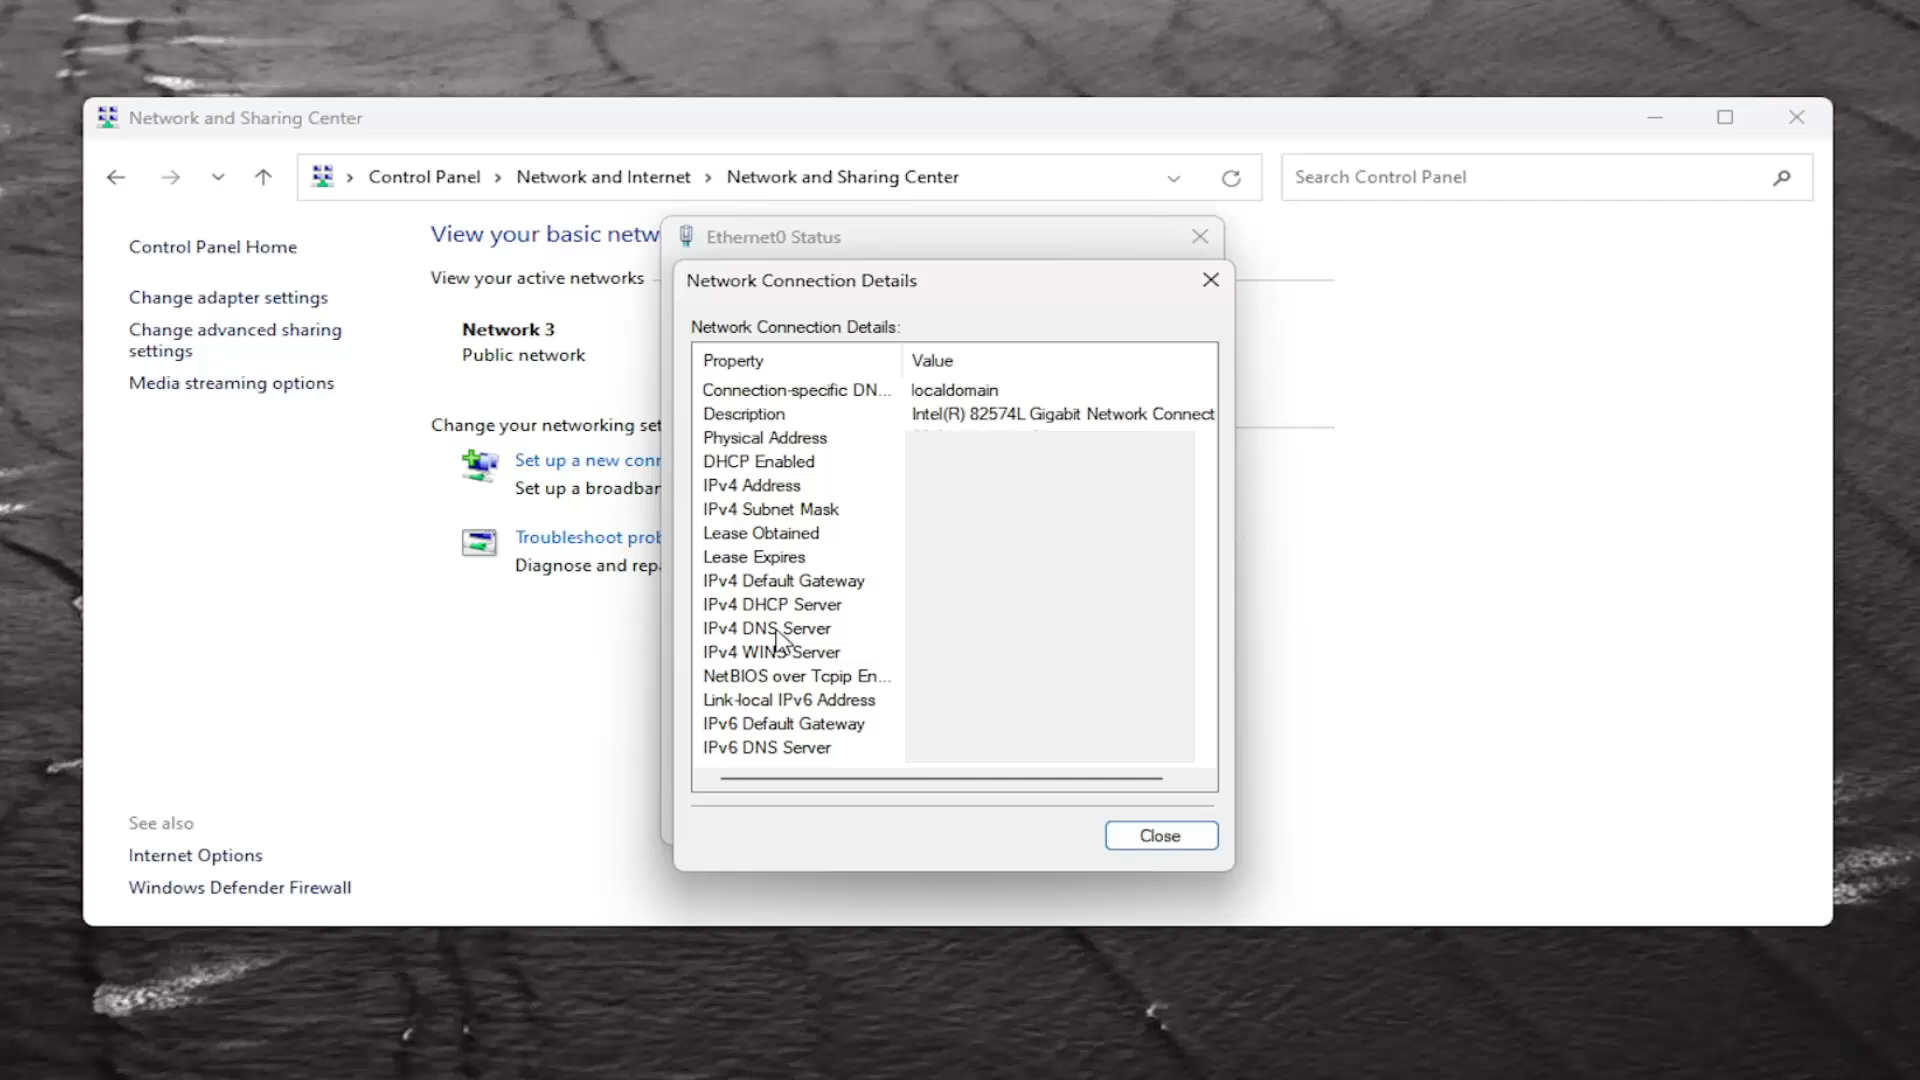 Network and Sharing Center
Control Panel > Network and Internet > Network and Sharing Center
Search Control Panel
Control Panel Home
Change adapter settings
Change advanced sharing
settings
Media streaming options
See also
Internet Options
Windows Defender Firewall
View your basic netw
View your active networks
Network 3
Public network
Change your networking set
Set up a new conn
Set up a broadban
Troubleshoot prob
Diagnose and repa
Ethernet0 Status
Network Connection Details
Network Connection Details:
Property Value
Connection-specific DN... localdomain
Description Intel(R) 82574L Gigabit Network Connect
Physical Address
DHCP Enabled
IPv4 Address
IPv4 Subnet Mask
Lease Obtained
Lease Expires
IPv4 Default Gateway
IPv4 DHCP Server
IPv4 DNS Server
IPv4 WINS Server
NetBIOS over Tcpip En...
Link-local IPv6 Address
IPv6 Default Gateway
IPv6 DNS Server
Close